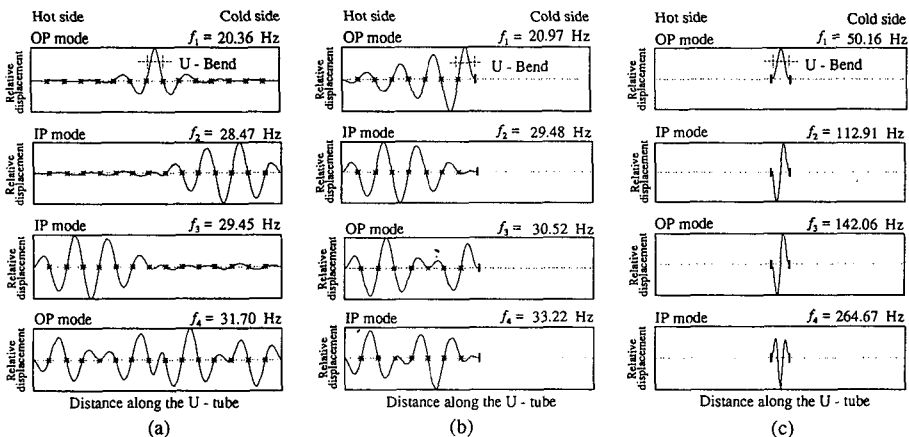 Hot side Cold side
OP mode f1 = 20.36 Hz
U - Bend
Relative displacement
IP mode f2 = 28.47 Hz
Relative displacement
IP mode f3 = 29.45 Hz
Relative displacement
OP mode f4 = 31.70 Hz
Relative displacement
Distance along the U - tube
(a)
Hot side Cold side
OP mode f1 = 20.97 Hz
U - Bend
Relative displacement
IP mode f2 = 29.48 Hz
Relative displacement
OP mode f3 = 30.52 Hz
Relative displacement
IP mode f4 = 33.22 Hz
Relative displacement
Distance along the U - tube
(b)
Hot side Cold side
OP mode f1 = 50.16 Hz
U - Bend
Relative displacement
IP mode f2 = 112.91 Hz
Relative displacement
OP mode f3 = 142.06 Hz
Relative displacement
IP mode f4 = 264.67 Hz
Relative displacement
Distance along the U - tube
(c)